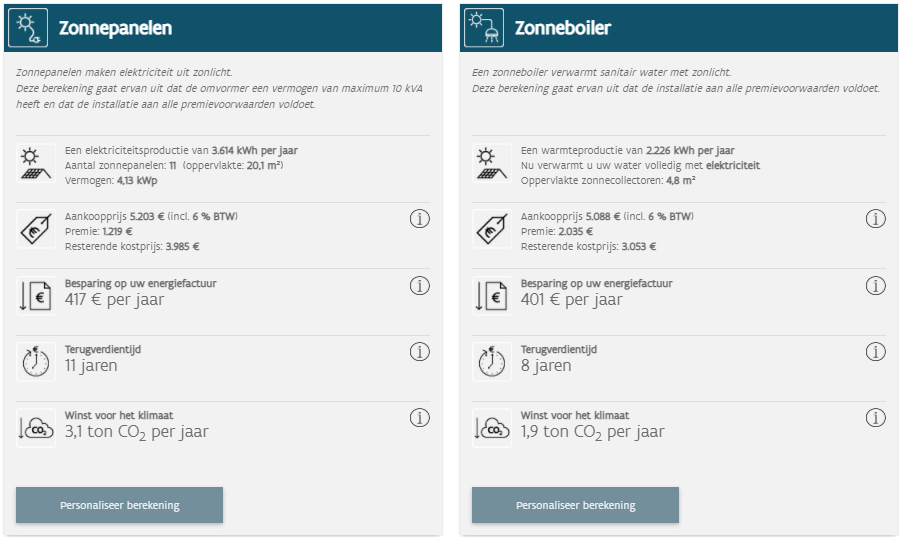 Zonnepanelen
Zonnepanelen maken elektriciteit uit zonlicht.
Deze berekening gaat ervan uit dat de omvormer een vermogen van maximum 10 kVA
heeft en dat de installatie aan alle premievoorwaarden voldoet.
Een elektriciteitsproductie van 3.614 kWh per jaar
Aantal zonnepanelen: 11 (oppervlakte: 20,1 m²)
Vermogen: 4,13 kWp
€
Aankoopprijs 5.203 € (incl. 6 % BTW)
Premie: 1.219 €
Resterende kostprijs: 3.985 €
i
€
Besparing op uw energiefactuur
417 € per jaar
i
€
Terugverdientijd
11 jaren
i
CO₂
Winst voor het klimaat
3,1 ton CO₂ per jaar
i
Personaliseer berekening
Zonneboiler
Een zonneboiler verwarmt sanitair water met zonlicht.
Deze berekening gaat ervan uit dat de installatie aan alle premievoorwaarden voldoet.
Een warmteproductie van 2.226 kWh per jaar
Nu verwarmt u uw water volledig met elektriciteit
Oppervlakte zonnecollectoren: 4,8 m²
€
Aankoopprijs 5.088 € (incl. 6 % BTW)
Premie: 2.035 €
Resterende kostprijs: 3.053 €
i
€
Besparing op uw energiefactuur
401 € per jaar
i
€
Terugverdientijd
8 jaren
i
CO₂
Winst voor het klimaat
1,9 ton CO₂ per jaar
i
Personaliseer berekening